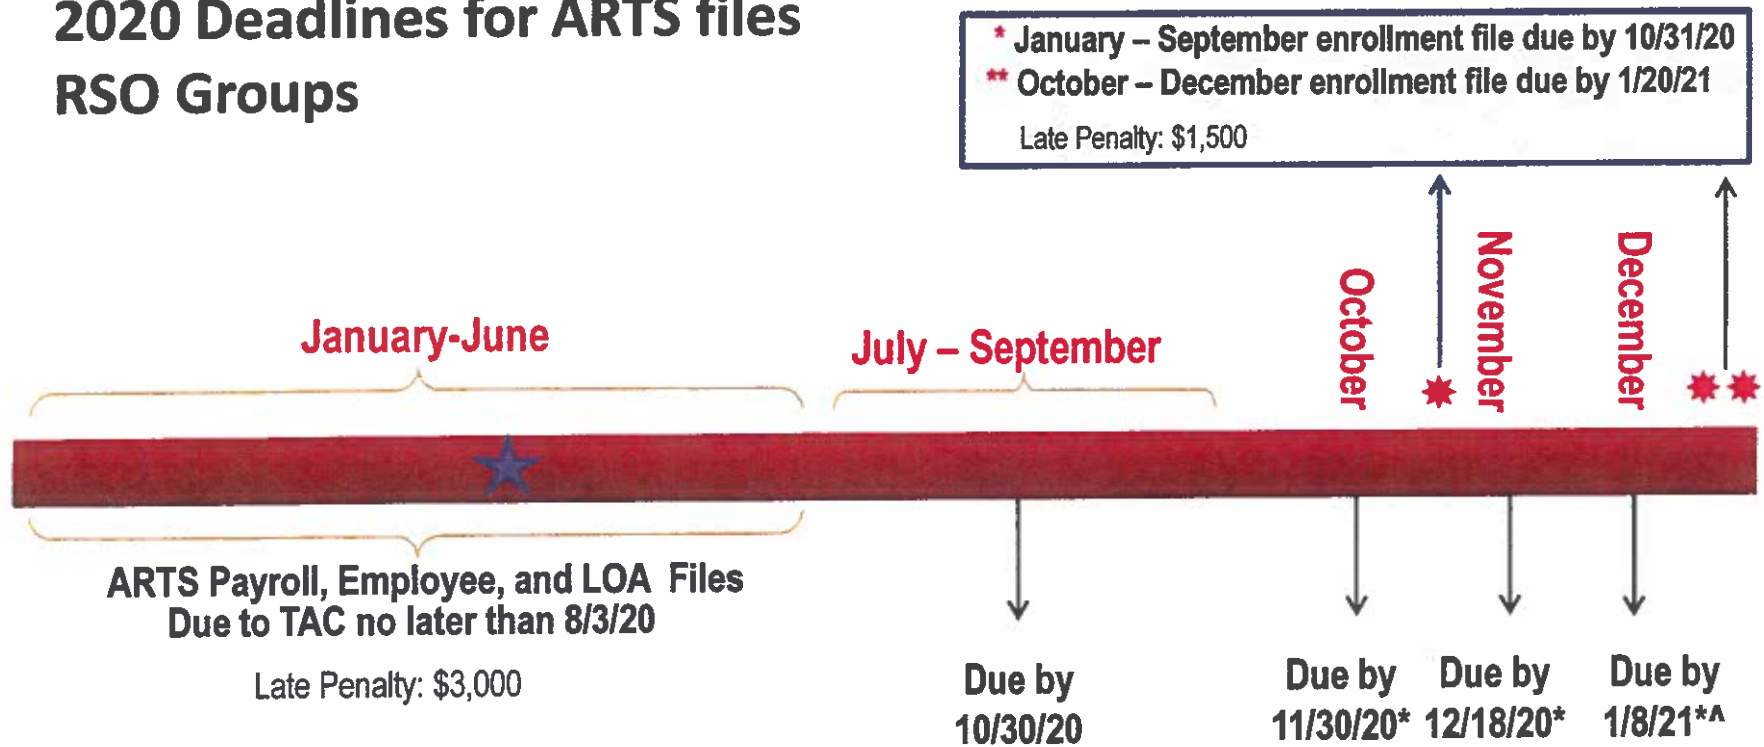 2020 Deadlines for ARTS files
RSO Groups
* January – September enrollment file due by 10/31/20
** October – December enrollment file due by 1/20/21
Late Penalty: $1,500
January-June
July – September
October
November
December
ARTS Payroll, Employee, and LOA Files
Due to TAC no later than 8/3/20
Late Penalty: $3,000
Due by
10/30/20
Due by
11/30/20*
Due by
12/18/20*
Due by
1/8/21*^